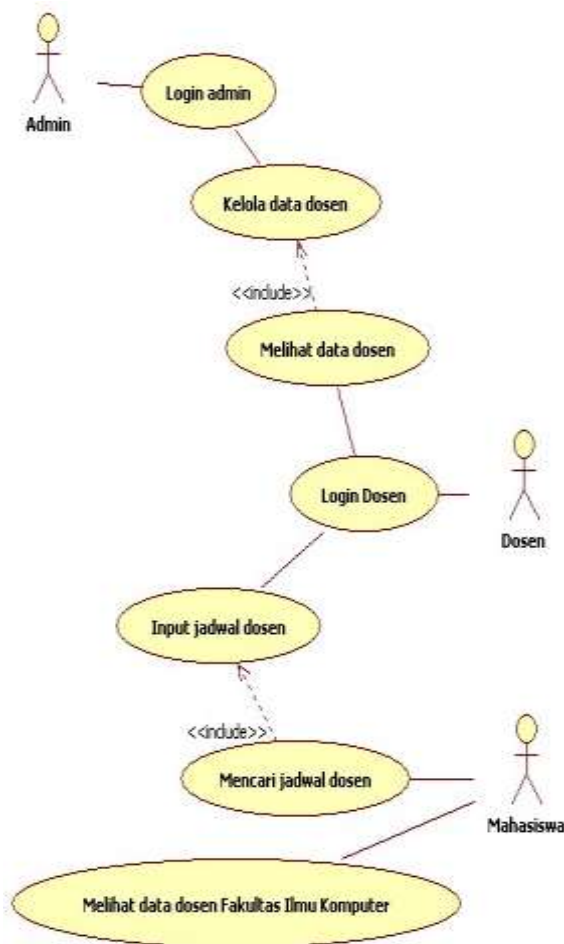 Login admin
Admin
Kelola data dosen
<<include>>
Melihat data dosen
Login Dosen
Dosen
Input jadwal dosen
<<include>>
Mencari jadwal dosen
Mahasiswa
Melihat data dosen Fakultas Ilmu Komputer